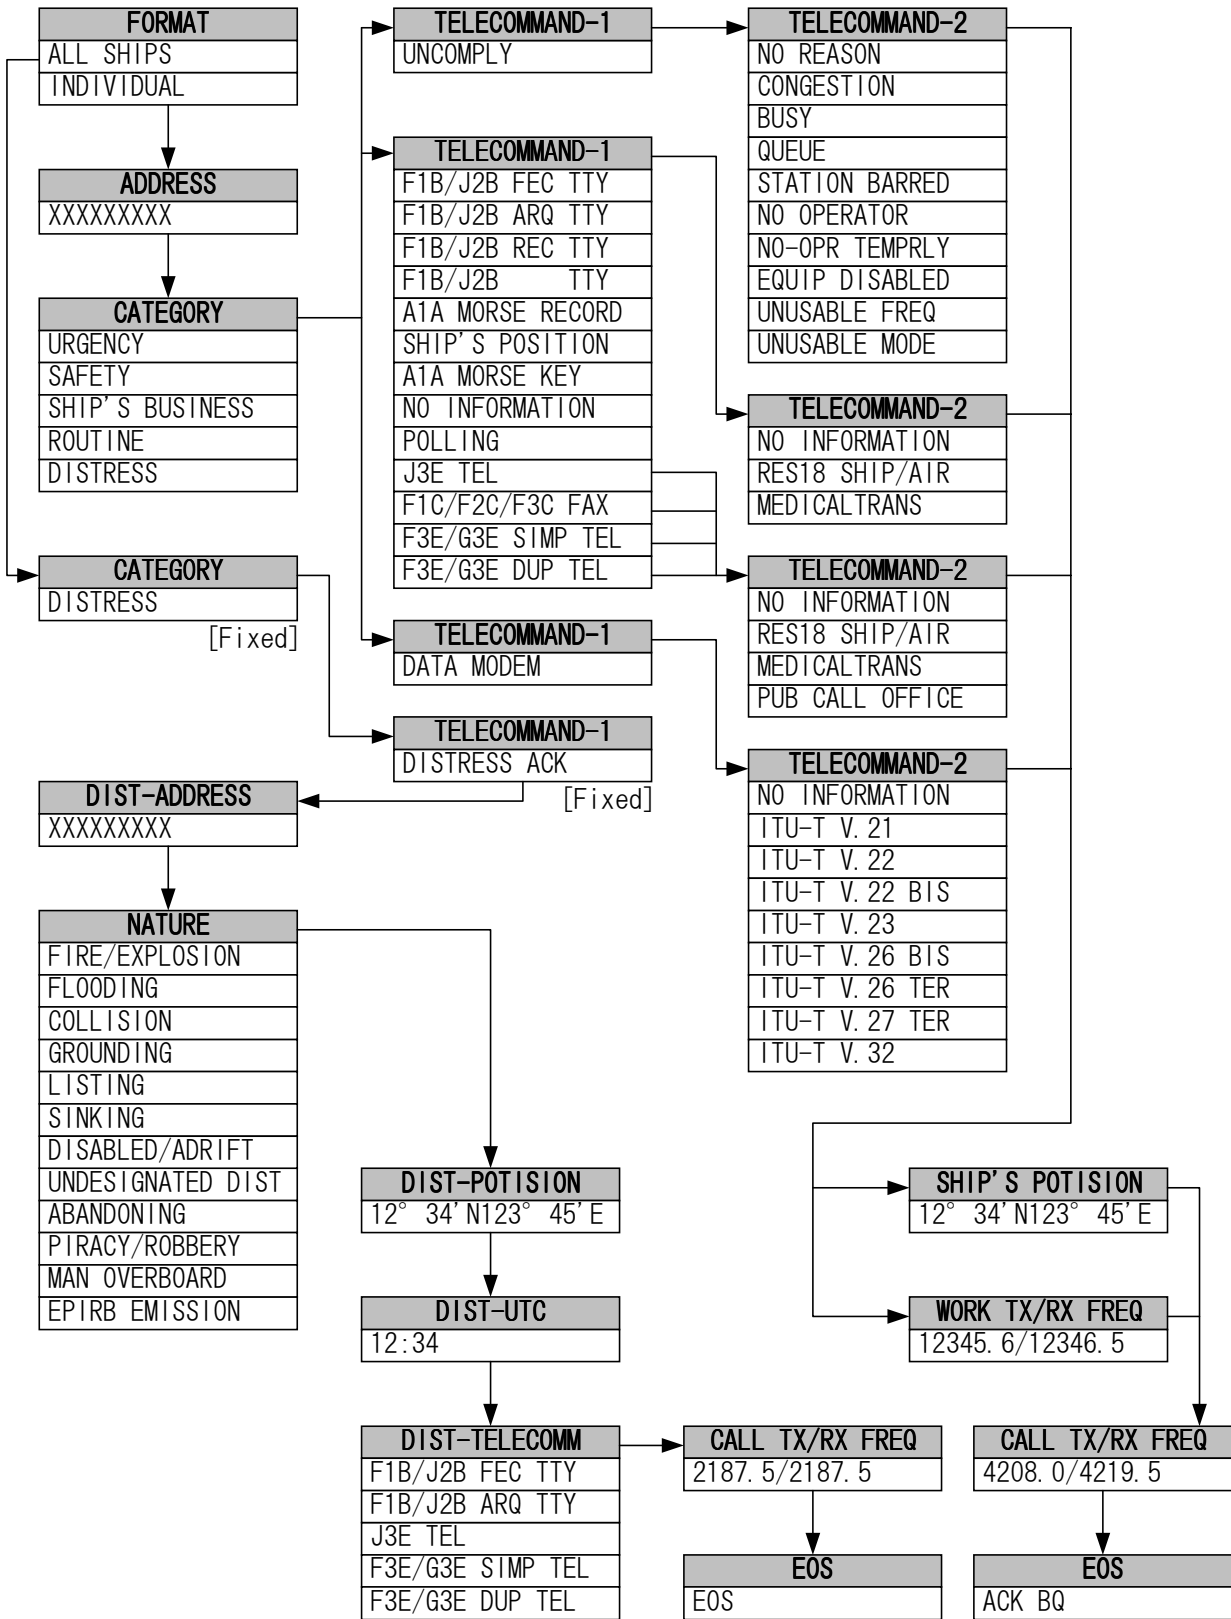 FORMAT
ALL SHIPS
INDIVIDUAL
ADDRESS
XXXXXXXXX
CATEGORY
URGENCY
SAFETY
SHIP'S BUSINESS
ROUTINE
DISTRESS
CATEGORY
DISTRESS
[Fixed]
TELECOMMAND-1
UNCOMPLY
TELECOMMAND-1
F1B/J2B FEC TTY
F1B/J2B ARQ TTY
F1B/J2B REC TTY
F1B/J2B TTY
A1A MORSE RECORD
SHIP'S POSITION
A1A MORSE KEY
NO INFORMATION
POLLING
J3E TEL
F1C/F2C/F3C FAX
F3E/G3E SIMP TEL
F3E/G3E DUP TEL
TELECOMMAND-1
DATA MODEM
TELECOMMAND-1
DISTRESS ACK
[Fixed]
TELECOMMAND-2
NO REASON
CONGESTION
BUSY
QUEUE
STATION BARRED
NO OPERATOR
NO-OPR TEMPRLY
EQUIP DISABLED
UNUSABLE FREQ
UNUSABLE MODE
TELECOMMAND-2
NO INFORMATION
RES18 SHIP/AIR
MEDICALTRANS
TELECOMMAND-2
NO INFORMATION
RES18 SHIP/AIR
MEDICALTRANS
PUB CALL OFFICE
TELECOMMAND-2
NO INFORMATION
ITU-T V.21
ITU-T V.22
ITU-T V.22 BIS
ITU-T V.23
ITU-T V.26 BIS
ITU-T V.26 TER
ITU-T V.27 TER
ITU-T V.32
DIST-ADDRESS
XXXXXXXXX
NATURE
FIRE/EXPLOSION
FLOODING
COLLISION
GROUNDING
LISTING
SINKING
DISABLED/ADRIFT
UNDESIGNATED DIST
ABANDONING
PIRACY/ROBBERY
MAN OVERBOARD
EPIRB EMISSION
DIST-POTISION
12° 34'N123° 45'E
DIST-UTC
12:34
DIST-TELECOMM
F1B/J2B FEC TTY
F1B/J2B ARQ TTY
J3E TEL
F3E/G3E SIMP TEL
F3E/G3E DUP TEL
CALL TX/RX FREQ
2187.5/2187.5
EOS
EOS
SHIP'S POTISION
12° 34'N123° 45'E
WORK TX/RX FREQ
12345.6/12346.5
CALL TX/RX FREQ
4208.0/4219.5
EOS
ACK BQ